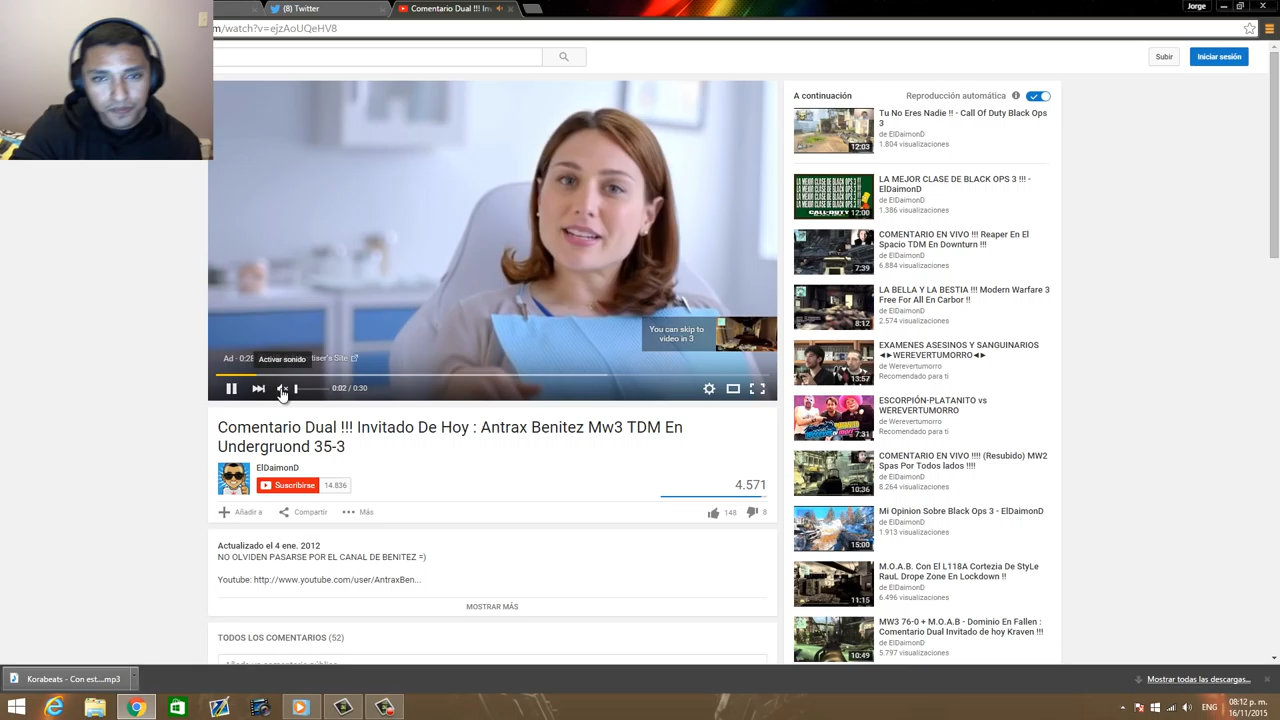 (8) Twitter
Comentario Dual !!! In
Jorge
m/watch?v=ejzAoUQeHV8
Subir
Iniciar sesión
You can skip to
video in 3
Ad · 0:28
Activar sonido
tiser's Site
0:02 / 0:30
Comentario Dual !!! Invitado De Hoy : Antrax Benitez Mw3 TDM En
Undergruond 35-3
ElDaimonD
Suscribirse
14.836
4.571
Añadir a
Compartir
Más
148
8
Actualizado el 4 ene. 2012
NO OLVIDEN PASARSE POR EL CANAL DE BENITEZ =)
Youtube: http://www.youtube.com/user/AntraxBen...
MOSTRAR MÁS
TODOS LOS COMENTARIOS (52)
Añade un comentario público
A continuación
Reproducción automática
Tu No Eres Nadie !! - Call Of Duty Black Ops
3
de ElDaimonD
1.804 visualizaciones
12:03
LA MEJOR CLASE DE BLACK OPS 3 !!! -
ElDaimonD
de ElDaimonD
1.386 visualizaciones
12:00
COMENTARIO EN VIVO !!! Reaper En El
Spacio TDM En Downturn !!!
de ElDaimonD
6.884 visualizaciones
7:39
LA BELLA Y LA BESTIA !!! Modern Warfare 3
Free For All En Carbor !!
de ElDaimonD
2.574 visualizaciones
8:12
EXAMENES ASESINOS Y SANGUINARIOS
◄►WEREVERTUMORRO◄►
de Werevertumorro
Recomendado para ti
13:57
ESCORPIÓN-PLATANITO vs
WEREVERTUMORRO
de Werevertumorro
Recomendado para ti
7:31
COMENTARIO EN VIVO !!!! (Resubido) MW2
Spas Por Todos lados !!!!
de ElDaimonD
8.264 visualizaciones
10:36
Mi Opinion Sobre Black Ops 3 - ElDaimonD
de ElDaimonD
1.913 visualizaciones
15:00
M.O.A.B. Con El L118A Cortezia De StyLe
RauL Drope Zone En Lockdown !!
de ElDaimonD
6.496 visualizaciones
11:15
MW3 76-0 + M.O.A.B - Dominio En Fallen :
Comentario Dual Invitado de hoy Kraven !!!
de ElDaimonD
5.797 visualizaciones
10:49
Korabeats - Con est....mp3
Mostrar todas las descargas...
08:12 p. m.